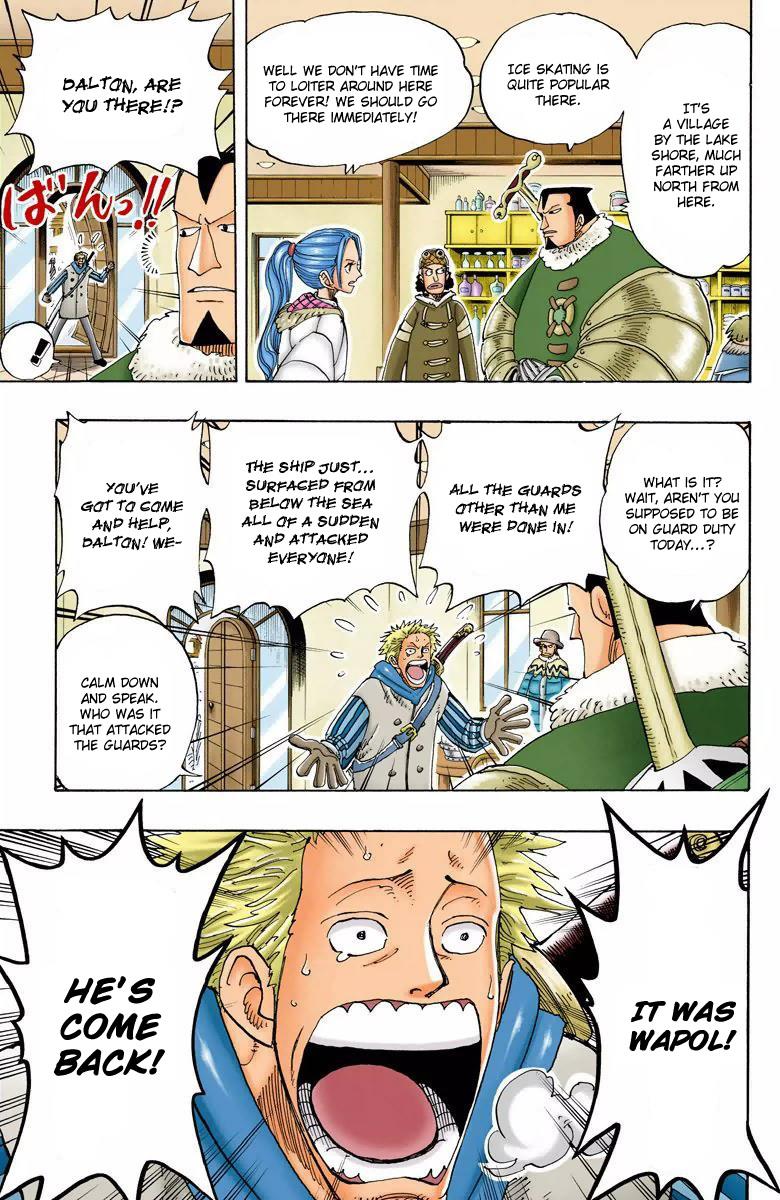 IT'S
A VILLAGE
BY THE LAKE
SHORE, MUCH
FARTHER UP
NORTH FROM
HERE.
ICE SKATING IS
QUITE POPULAR
THERE.
WELL WE DON'T HAVE TIME
TO LOITER AROUND HERE
FOREVER! WE SHOULD GO
THERE IMMEDIATELY!
DALTON, ARE
YOU THERE!?
ばんっ!!
!
WHAT IS IT?
WAIT, AREN'T YOU
SUPPOSED TO BE
ON GUARD DUTY
TODAY...?
ALL THE GUARDS
OTHER THAN ME
WERE DONE IN!
THE SHIP JUST...
SURFACED FROM
BELOW THE SEA
ALL OF A SUDDEN
AND ATTACKED
EVERYONE!
YOU'VE
GOT TO COME
AND HELP,
DALTON! WE-
CALM DOWN
AND SPEAK.
WHO WAS IT
THAT ATTACKED
THE GUARDS?
IT WAS
WAPOL!
HE'S
COME
BACK!